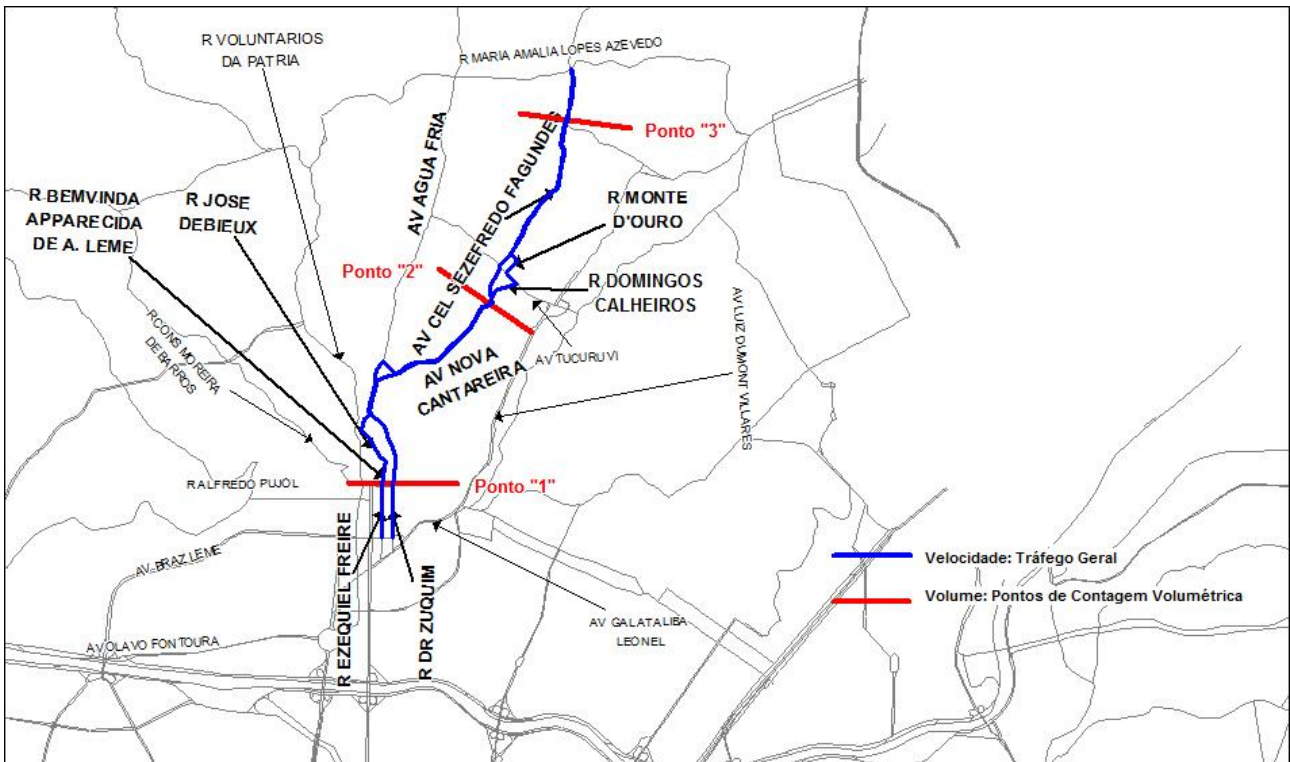 R VOLUNTARIOS
DA PATRIA
R MARIA AMALIA LOPES AZEVEDO
Ponto "3"
AV AGUA FRIA
AV CEL SEZEFREDO FAGUNDES
R BEMVINDA
APPARECIDA
DE A. LEME
R JOSE
DEBIEUX
R MONTE
D'OURO
Ponto "2"
R DOMINGOS
CALHEIROS
R CONS MOREIRA
DE BARROS
AV NOVA
CANTAREIRA
AV TUCURUVI
AV LUIZ DUMONT VILLARES
R ALFREDO PUJOL
Ponto "1"
AV BRAZ LEME
R EZEQUIEL FREIRE
R DR ZUQUIM
AV GALATALIBA
LEONEL
AV OLAVO FONTOURA
Velocidade: Tráfego Geral
Volume: Pontos de Contagem Volumétrica